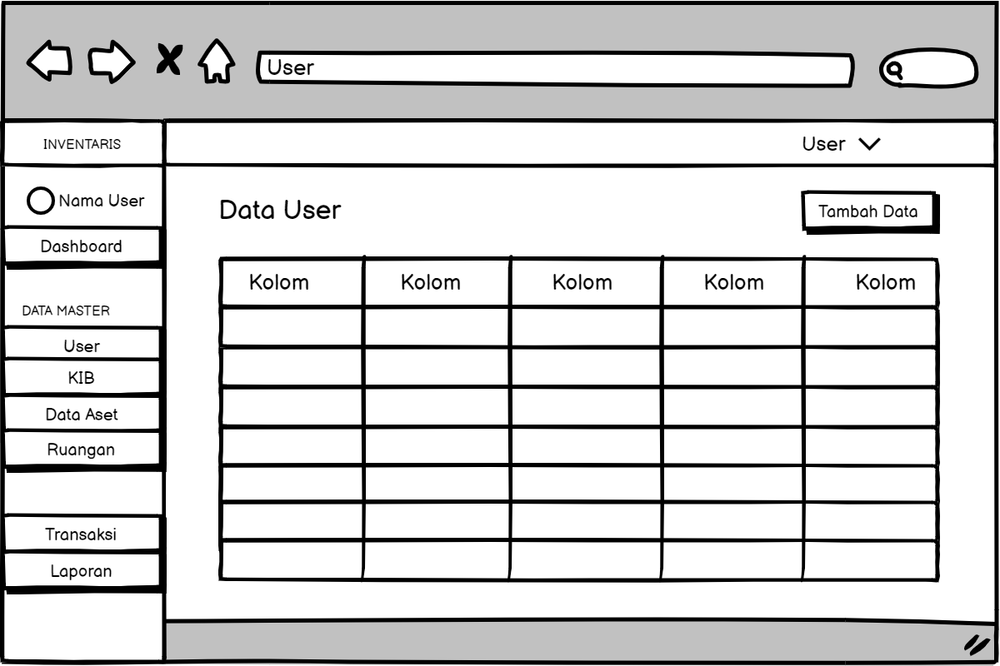 User
INVENTARIS
User
Nama User
Data User
Tambah Data
Dashboard
Kolom Kolom Kolom Kolom Kolom
DATA MASTER
User
KIB
Data Aset
Ruangan
Transaksi
Laporan